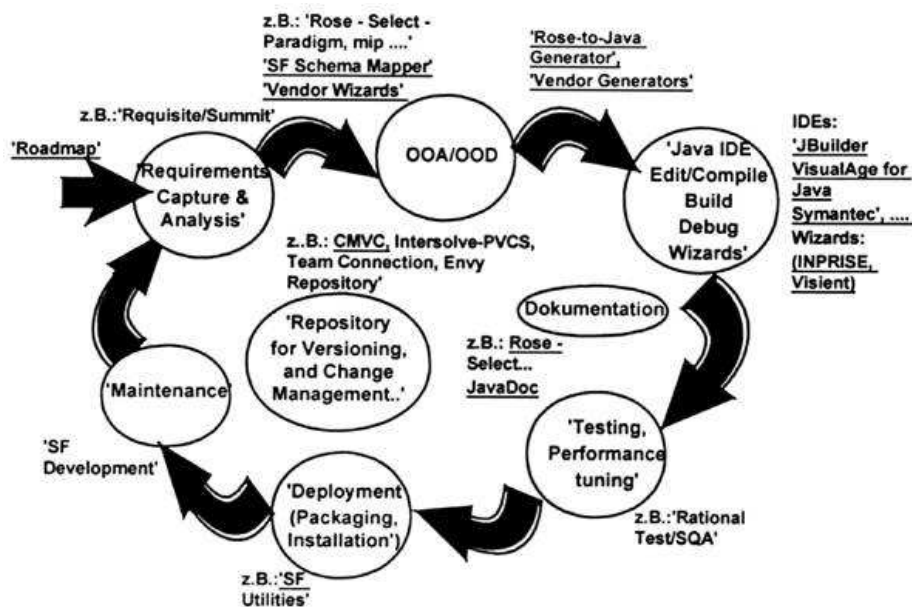 z.B.: 'Rose - Select -
Paradigm, mip ....'
'SF Schema Mapper'
'Vendor Wizards'
'Rose-to-Java
Generator',
'Vendor Generators'
z.B.:'Requisite/Summit'
'Roadmap'
'Requirements
Capture &
Analysis'
OOA/OOD
'Java IDE
Edit/Compile
Build
Debug
Wizards'
IDEs:
'JBuilder
VisualAge for
Java
Symantec', ....
Wizards:
(INPRISE,
Visient)
z..B.: CMVC, Intersolve-PVCS,
Team Connection, Envy
Repository'
Dokumentation
'Repository
for Versioning,
and Change
Management..'
z.B.: Rose -
Select...
JavaDoc
'Maintenance'
'Testing,
Performance
tuning'
'SF
Development'
'Deployment
(Packaging,
Installation')
z.B.:'Rational
Test/SQA'
z.B.:'SF
Utilities'